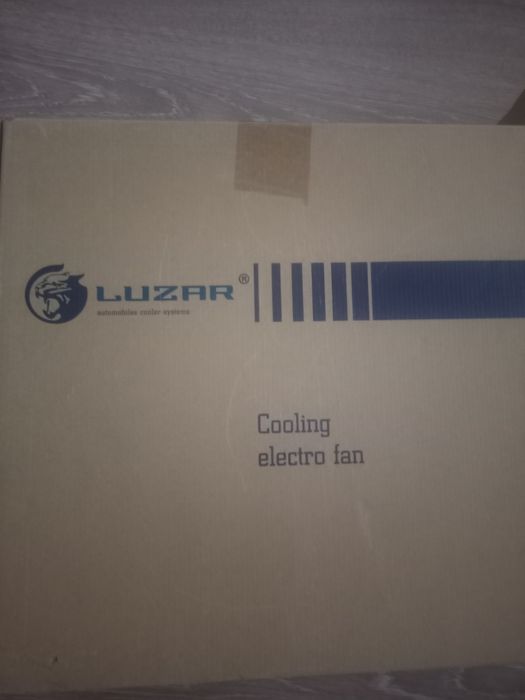 LUZAR®
automobiles cooler systems
Cooling
electro fan